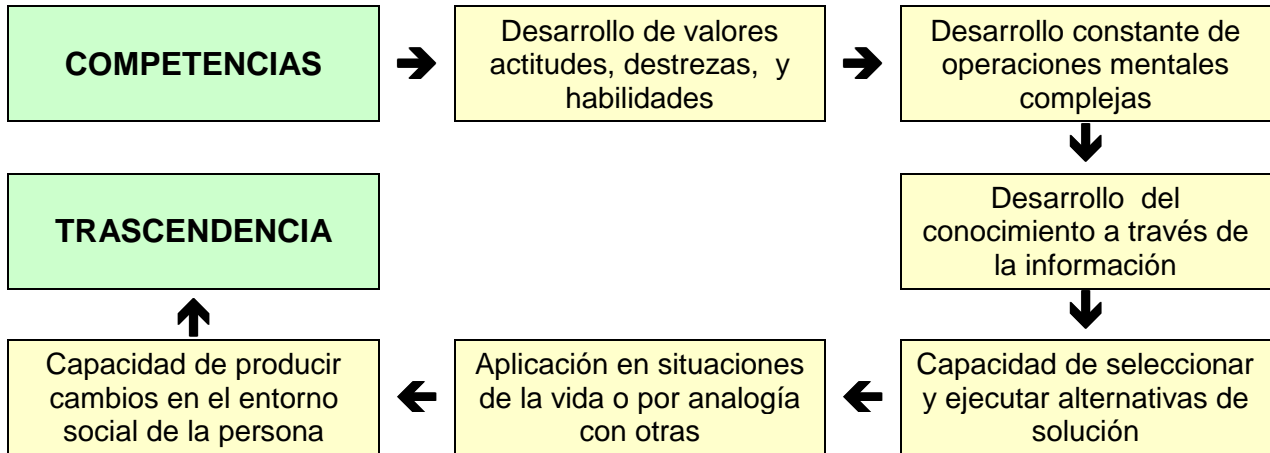 COMPETENCIAS
Desarrollo de valores
actitudes, destrezas, y
habilidades
Desarrollo constante de
operaciones mentales
complejas
Desarrollo del
conocimiento a través de
la información
Capacidad de seleccionar
y ejecutar alternativas de
solución
Aplicación en situaciones
de la vida o por analogía
con otras
Capacidad de producir
cambios en el entorno
social de la persona
TRASCENDENCIA